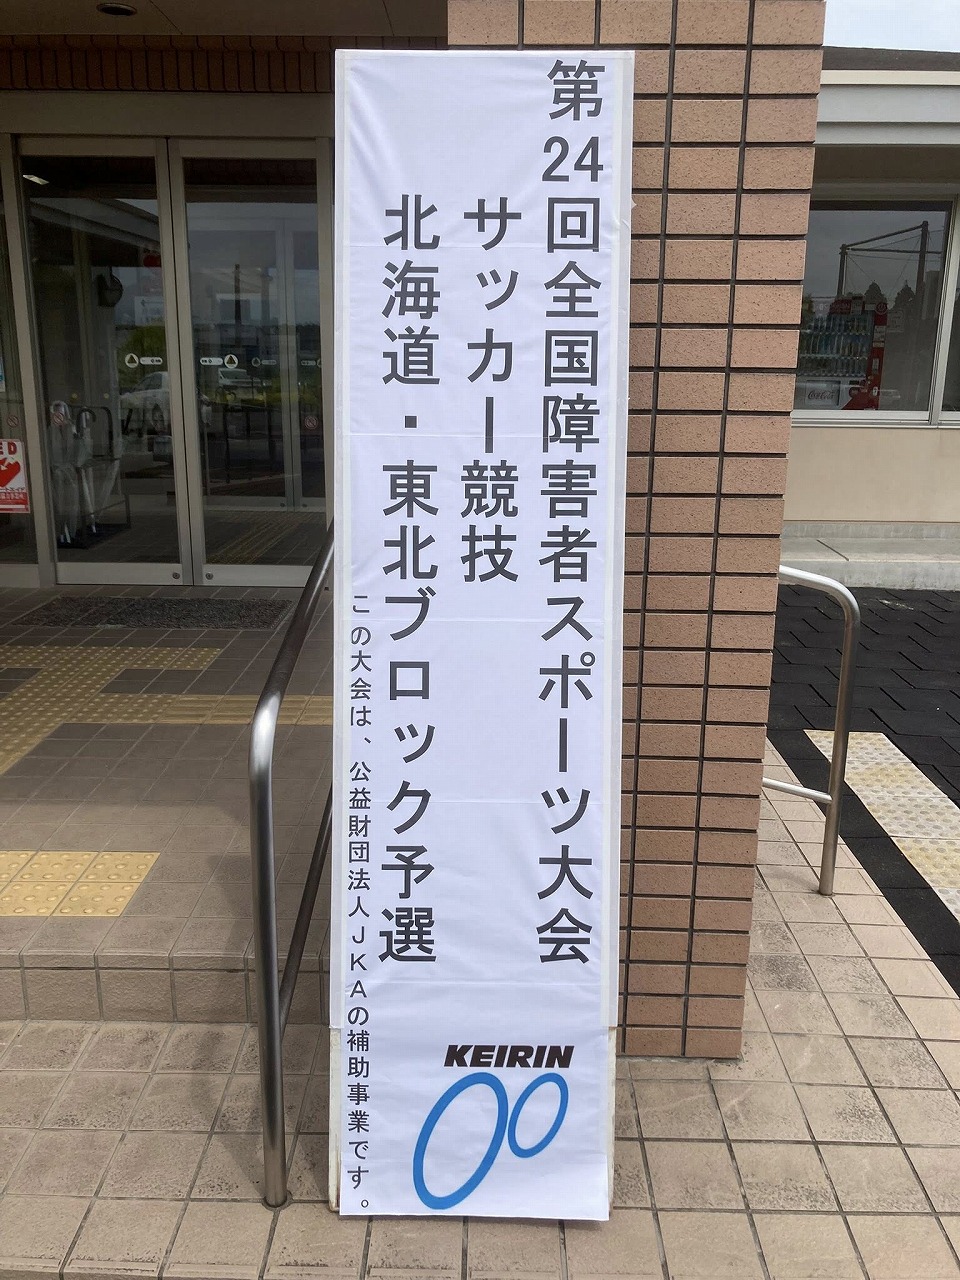 第24回全国障害者スポーツ大会
サッカー競技
北海道・東北ブロック予選
この大会は、公益財団法人ＪＫＡの補助事業です。
KEIRIN
Coca-Cola